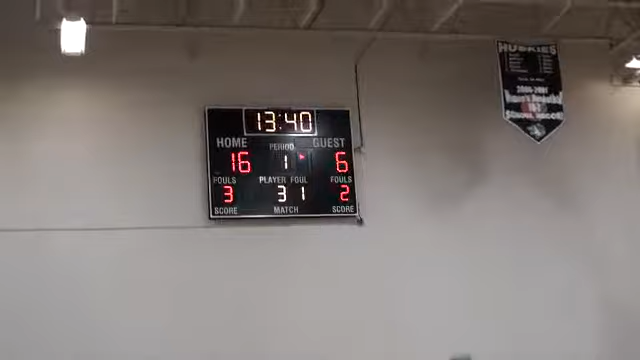 13:40
HOME PERIOD GUEST
16 1 6
FOULS PLAYER FOUL FOULS
3 3 1 2
SCORE MATCH SCORE
HUSKIES